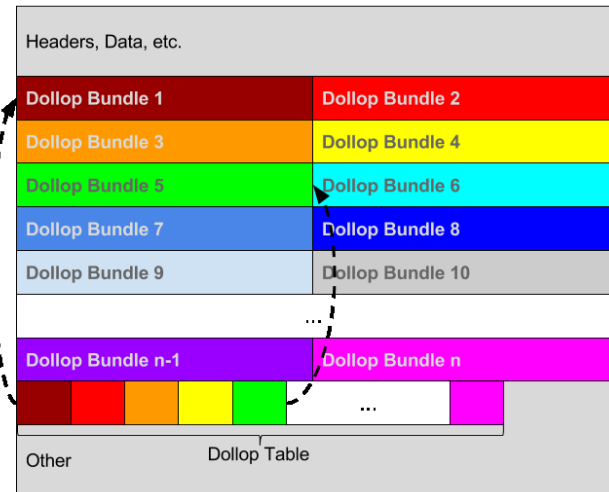 Headers, Data, etc.
Dollop Bundle 1
Dollop Bundle 2
Dollop Bundle 3
Dollop Bundle 4
Dollop Bundle 5
Dollop Bundle 6
Dollop Bundle 7
Dollop Bundle 8
Dollop Bundle 9
Dollop Bundle 10
...
Dollop Bundle n-1
Dollop Bundle n
...
Dollop Table
Other